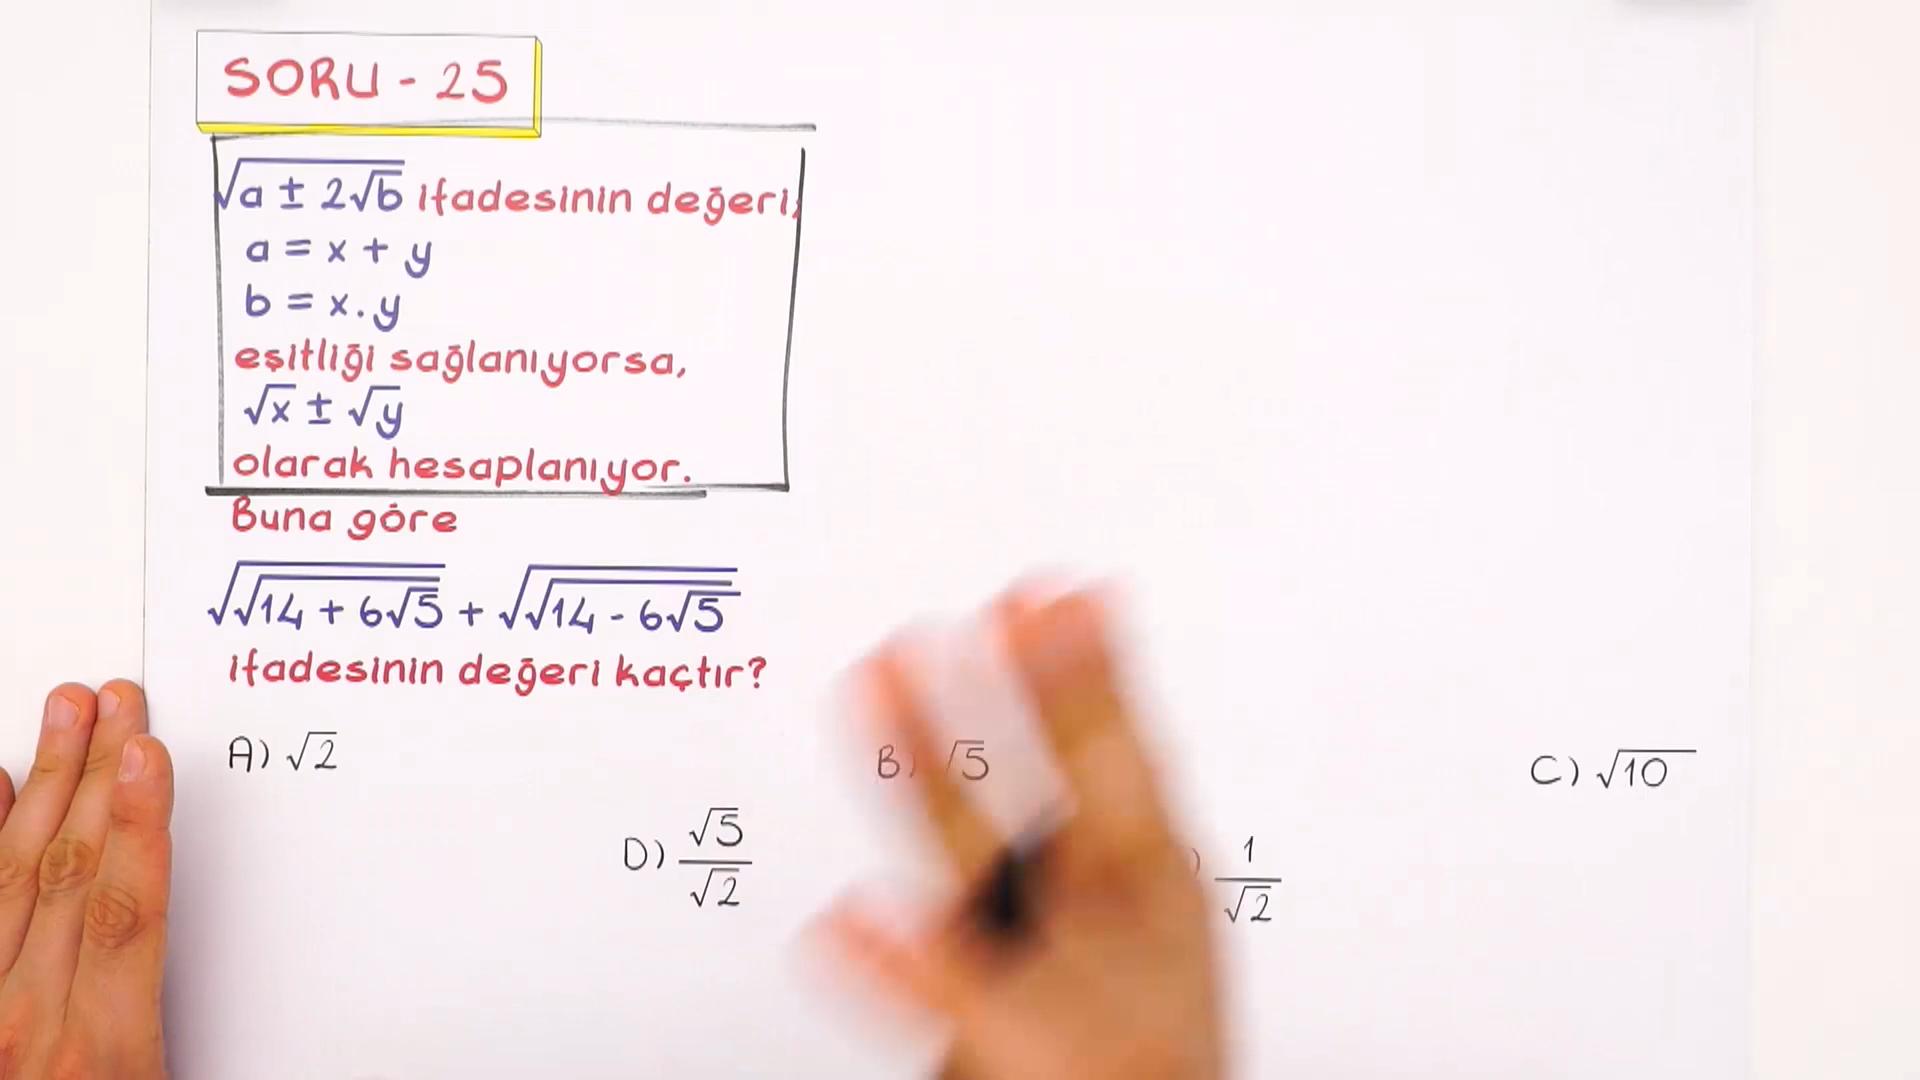 SORU - 25
√(a ± 2√b) ifadesinin değeri,
a = x + y
b = x.y
eşitliği sağlanıyorsa,
√x ± √y
olarak hesaplanıyor.
Buna göre
√(√(14 + 6√5)) + √(√(14 - 6√5))
ifadesinin değeri kaçtır?
A) √2
B) √5
C) √10
D) √5/√2
) 1/√2